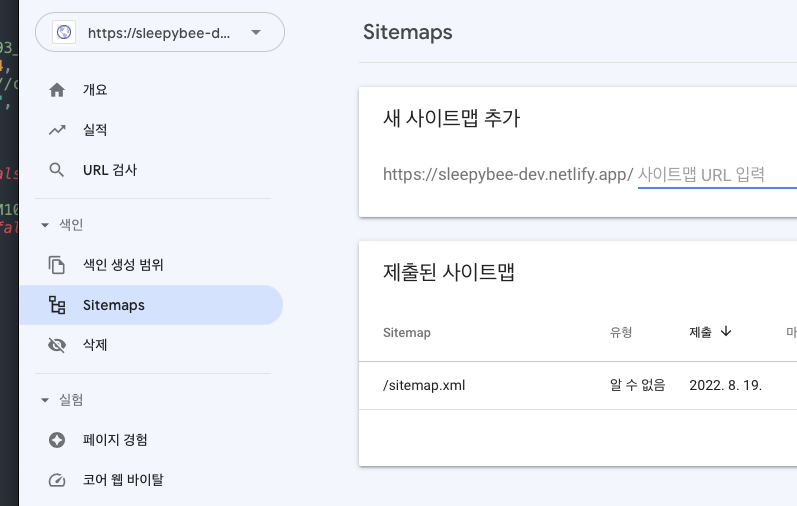 https://sleepybee-d...
개요
실적
URL 검사
색인
색인 생성 범위
Sitemaps
삭제
실험
페이지 경험
코어 웹 바이탈
Sitemaps
새 사이트맵 추가
https://sleepybee-dev.netlify.app/ 사이트맵 URL 입력
제출된 사이트맵
Sitemap 유형 제출 ↓ 마
/sitemap.xml 알 수 없음 2022. 8. 19.